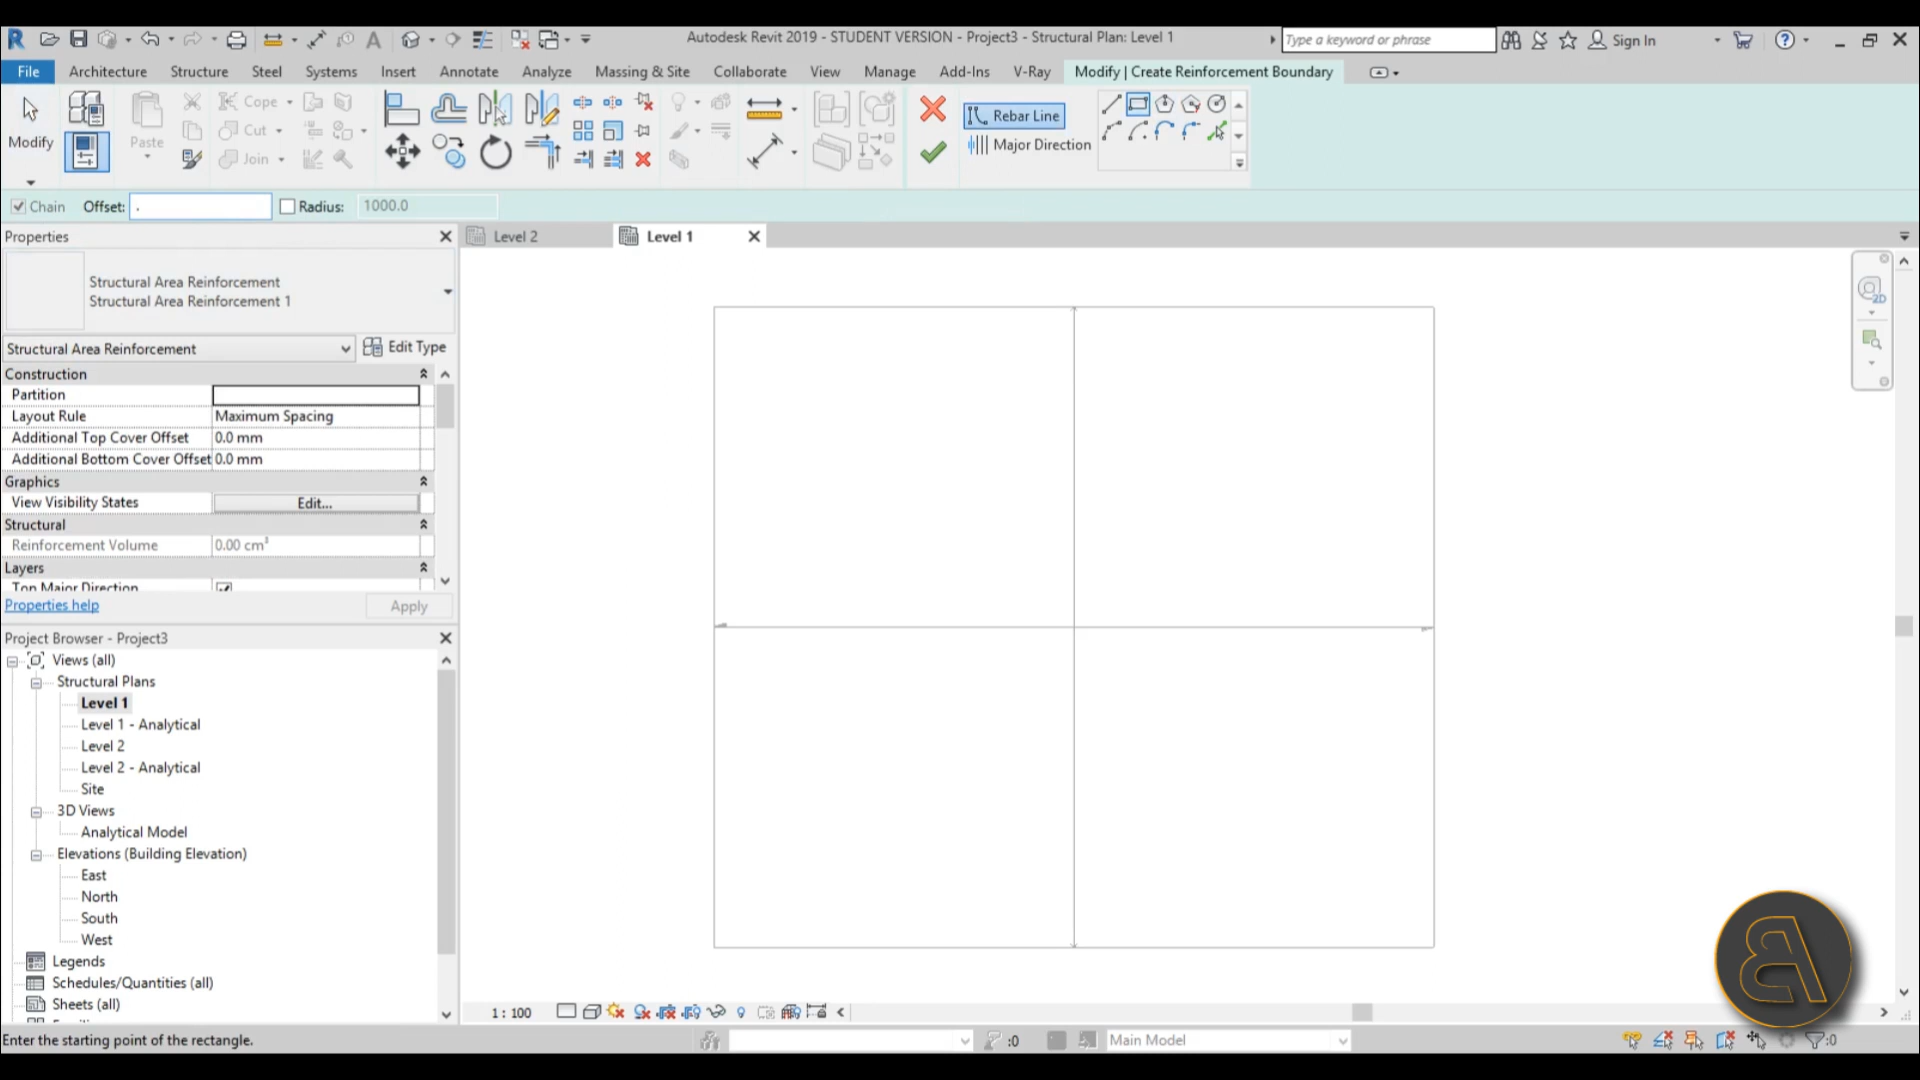 Autodesk Revit 2019 - STUDENT VERSION - Project3 - Structural Plan: Level 1
Type a keyword or phrase
Sign In
File Architecture Structure Steel Systems Insert Annotate Analyze Massing & Site Collaborate View Manage Add-Ins V-Ray Modify | Create Reinforcement Boundary
Modify
Paste
Cope
Cut
Join
Rebar Line
Major Direction
Chain Offset: . Radius: 1000.0
Properties
Level 2
Level 1
2D
Structural Area Reinforcement
Structural Area Reinforcement 1
Structural Area Reinforcement
Edit Type
Construction
Partition
Layout Rule Maximum Spacing
Additional Top Cover Offset 0.0 mm
Additional Bottom Cover Offset 0.0 mm
Graphics
View Visibility States Edit...
Structural
Reinforcement Volume 0.00 cm³
Layers
Top Major Direction
Properties help
Apply
Project Browser - Project3
Views (all)
Structural Plans
Level 1
Level 1 - Analytical
Level 2
Level 2 - Analytical
Site
3D Views
Analytical Model
Elevations (Building Elevation)
East
North
South
West
Legends
Schedules/Quantities (all)
Sheets (all)
1 : 100
Enter the starting point of the rectangle.
:0
Main Model
:0